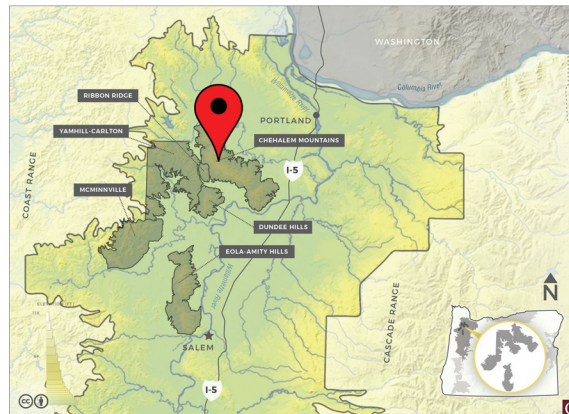 WASHINGTON
Columbia River
RIBBON RIDGE
PORTLAND
YAMHILL-CARLTON
CHEHALEM MOUNTAINS
COAST RANGE
I-5
MCMINNVILLE
DUNDEE HILLS
EOLA-AMITY HILLS
N
CASCADE RANGE
SALEM
I-5
cc